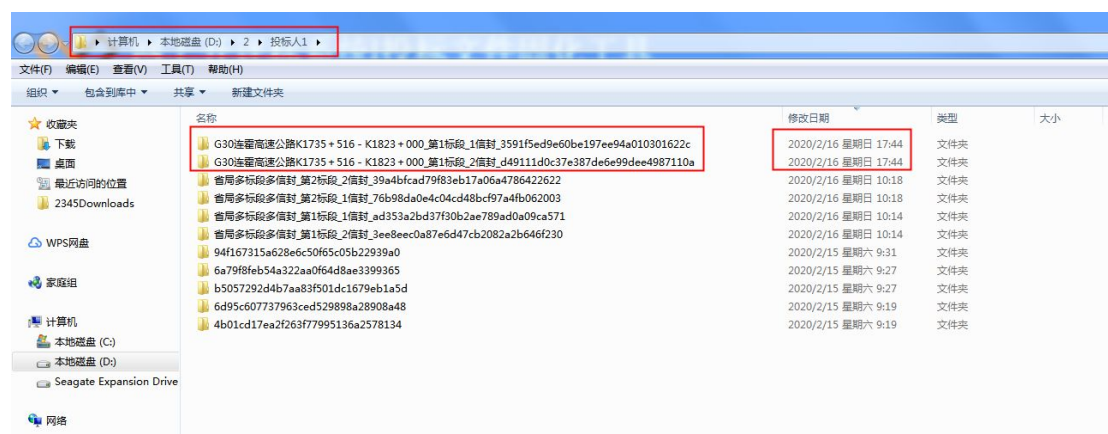 计算机 ▸ 本地磁盘 (D:) ▸ 2 ▸ 投标人1 ▸
文件(F) 编辑(E) 查看(V) 工具(T) 帮助(H)
组织 包含到库中 共享 新建文件夹
收藏夹
下载
桌面
最近访问的位置
2345Downloads
WPS网盘
家庭组
计算机
本地磁盘 (C:)
本地磁盘 (D:)
Seagate Expansion Drive
网络
名称 修改日期 类型 大小
G30连霍高速公路K1735+516-K1823+000_第1标段_1信封_3591f5ed9e60be197ee94a010301622c 2020/2/16 星期日 17:44 文件夹
G30连霍高速公路K1735+516-K1823+000_第1标段_2信封_d49111d0c37e387de6e99dee4987110a 2020/2/16 星期日 17:44 文件夹
省局多标段多信封_第2标段_2信封_39a4bfcad79f83eb17a06a4786422622 2020/2/16 星期日 10:18 文件夹
省局多标段多信封_第2标段_1信封_76b98da0e4c04cd48bcf97a4fb062003 2020/2/16 星期日 10:18 文件夹
省局多标段多信封_第1标段_1信封_ad353a2bd37f30b2ae789ad0a09ca571 2020/2/16 星期日 10:14 文件夹
省局多标段多信封_第1标段_2信封_3ee8eec0a87e6d47cb2082a2b646f230 2020/2/16 星期日 10:14 文件夹
94f167315a628e6c50f65c05b22939a0 2020/2/15 星期六 9:31 文件夹
6a79f8feb54a322aa0f64d8ae3399365 2020/2/15 星期六 9:27 文件夹
b5057292d4b7aa83f501dc1679eb1a5d 2020/2/15 星期六 9:27 文件夹
6d95c607737963ced529898a28908a48 2020/2/15 星期六 9:19 文件夹
4b01cd17ea2f263f77995136a2578134 2020/2/15 星期六 9:19 文件夹